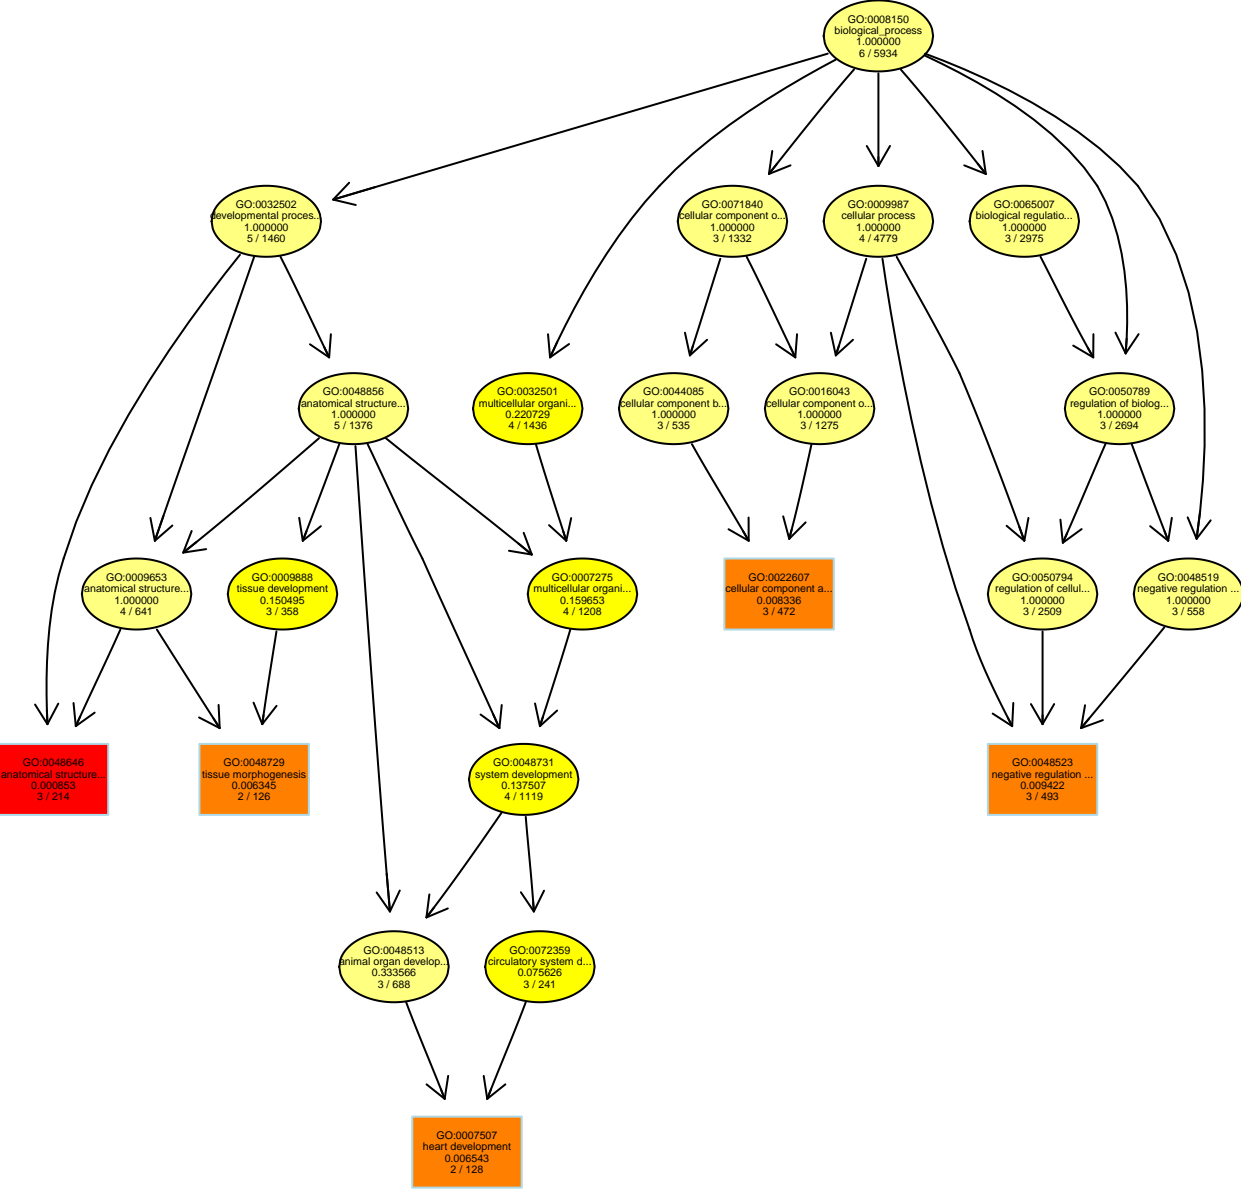 GO:0008150
biological_process
1.000000
6 / 5934
GO:0032502
developmental proces...
1.000000
5 / 1460
GO:0071840
cellular component o...
1.000000
3 / 1332
GO:0009987
cellular process
1.000000
4 / 4779
GO:0065007
biological regulatio...
1.000000
3 / 2975
GO:0048856
anatomical structure...
1.000000
5 / 1376
GO:0032501
multicellular organi...
0.220729
4 / 1436
GO:0044085
cellular component b...
1.000000
3 / 535
GO:0016043
cellular component o...
1.000000
3 / 1275
GO:0050789
regulation of biolog...
1.000000
3 / 2694
GO:0009653
anatomical structure...
1.000000
4 / 641
GO:0009888
tissue development
0.150495
3 / 358
GO:0007275
multicellular organi...
0.159653
4 / 1208
GO:0022607
cellular component a...
0.008336
3 / 472
GO:0050794
regulation of cellul...
1.000000
3 / 2509
GO:0048519
negative regulation ...
1.000000
3 / 558
GO:0048646
anatomical structure...
0.000853
3 / 214
GO:0048729
tissue morphogenesis
0.006345
2 / 126
GO:0048731
system development
0.137507
4 / 1119
GO:0048523
negative regulation ...
0.009422
3 / 493
GO:0048513
animal organ develop...
0.333566
3 / 688
GO:0072359
circulatory system d...
0.075626
3 / 241
GO:0007507
heart development
0.006543
2 / 128